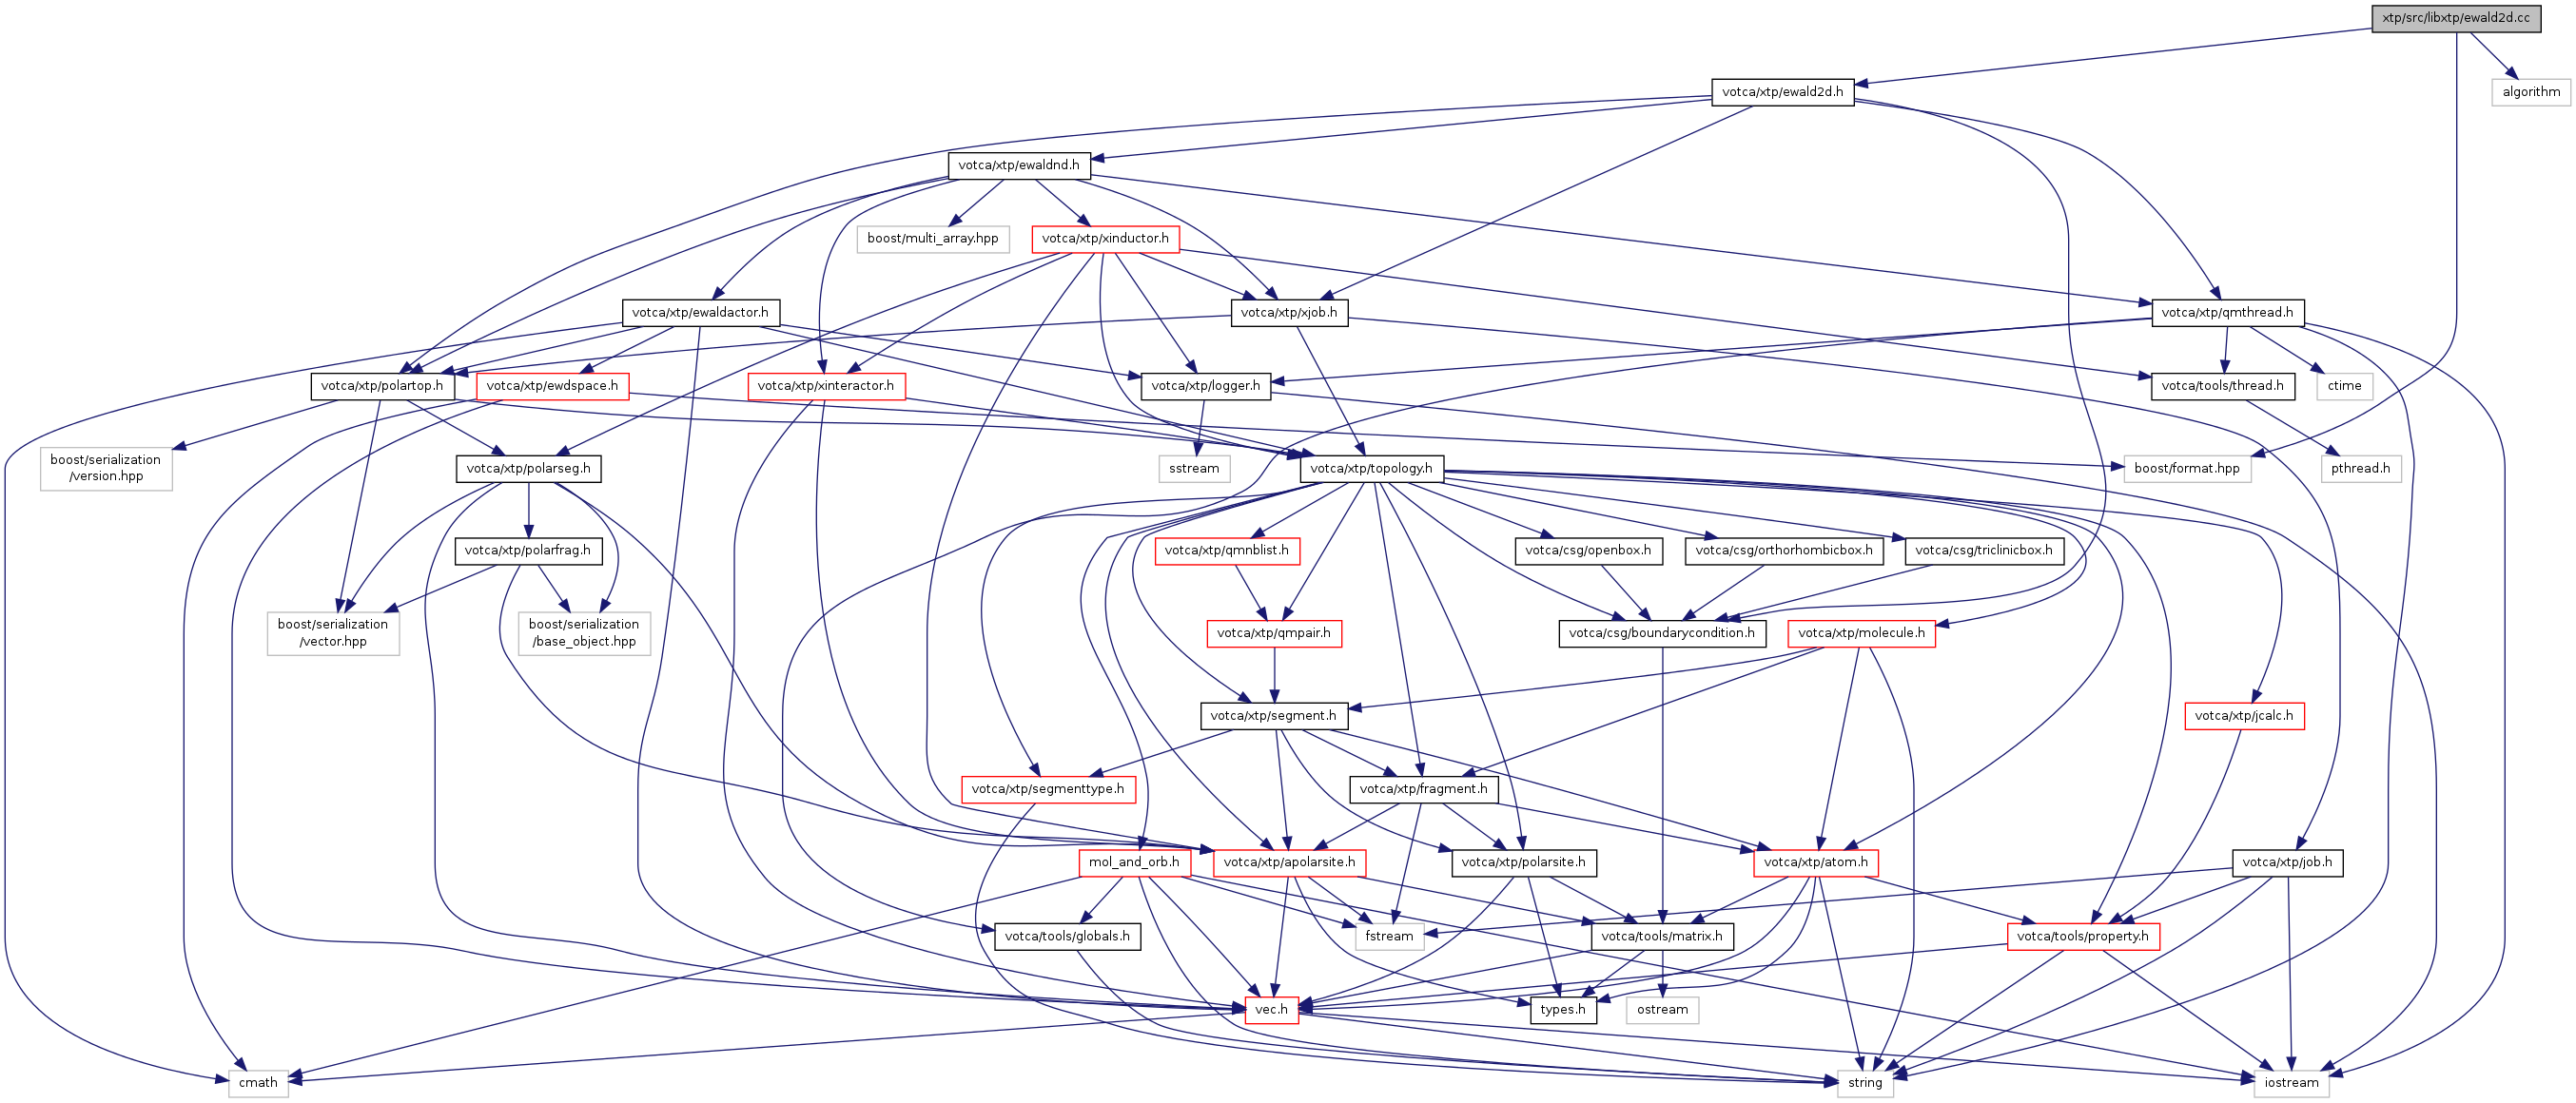 xtp/src/libxtp/ewald2d.cc
votca/xtp/ewald2d.h
algorithm
votca/xtp/ewaldnd.h
boost/multi_array.hpp
votca/xtp/xinductor.h
votca/xtp/ewaldactor.h
votca/xtp/xjob.h
votca/xtp/qmthread.h
votca/xtp/polartop.h
votca/xtp/ewdspace.h
votca/xtp/xinteractor.h
votca/xtp/logger.h
votca/tools/thread.h
ctime
boost/serialization
/version.hpp
votca/xtp/polarseg.h
sstream
votca/xtp/topology.h
boost/format.hpp
pthread.h
votca/xtp/polarfrag.h
votca/xtp/qmnblist.h
votca/csg/openbox.h
votca/csg/orthorhombicbox.h
votca/csg/triclinicbox.h
boost/serialization
/vector.hpp
boost/serialization
/base_object.hpp
votca/xtp/qmpair.h
votca/csg/boundarycondition.h
votca/xtp/molecule.h
votca/xtp/segment.h
votca/xtp/jcalc.h
votca/xtp/segmenttype.h
votca/xtp/fragment.h
mol_and_orb.h
votca/xtp/apolarsite.h
votca/xtp/polarsite.h
votca/xtp/atom.h
votca/xtp/job.h
votca/tools/globals.h
fstream
votca/tools/matrix.h
votca/tools/property.h
vec.h
types.h
ostream
cmath
string
iostream